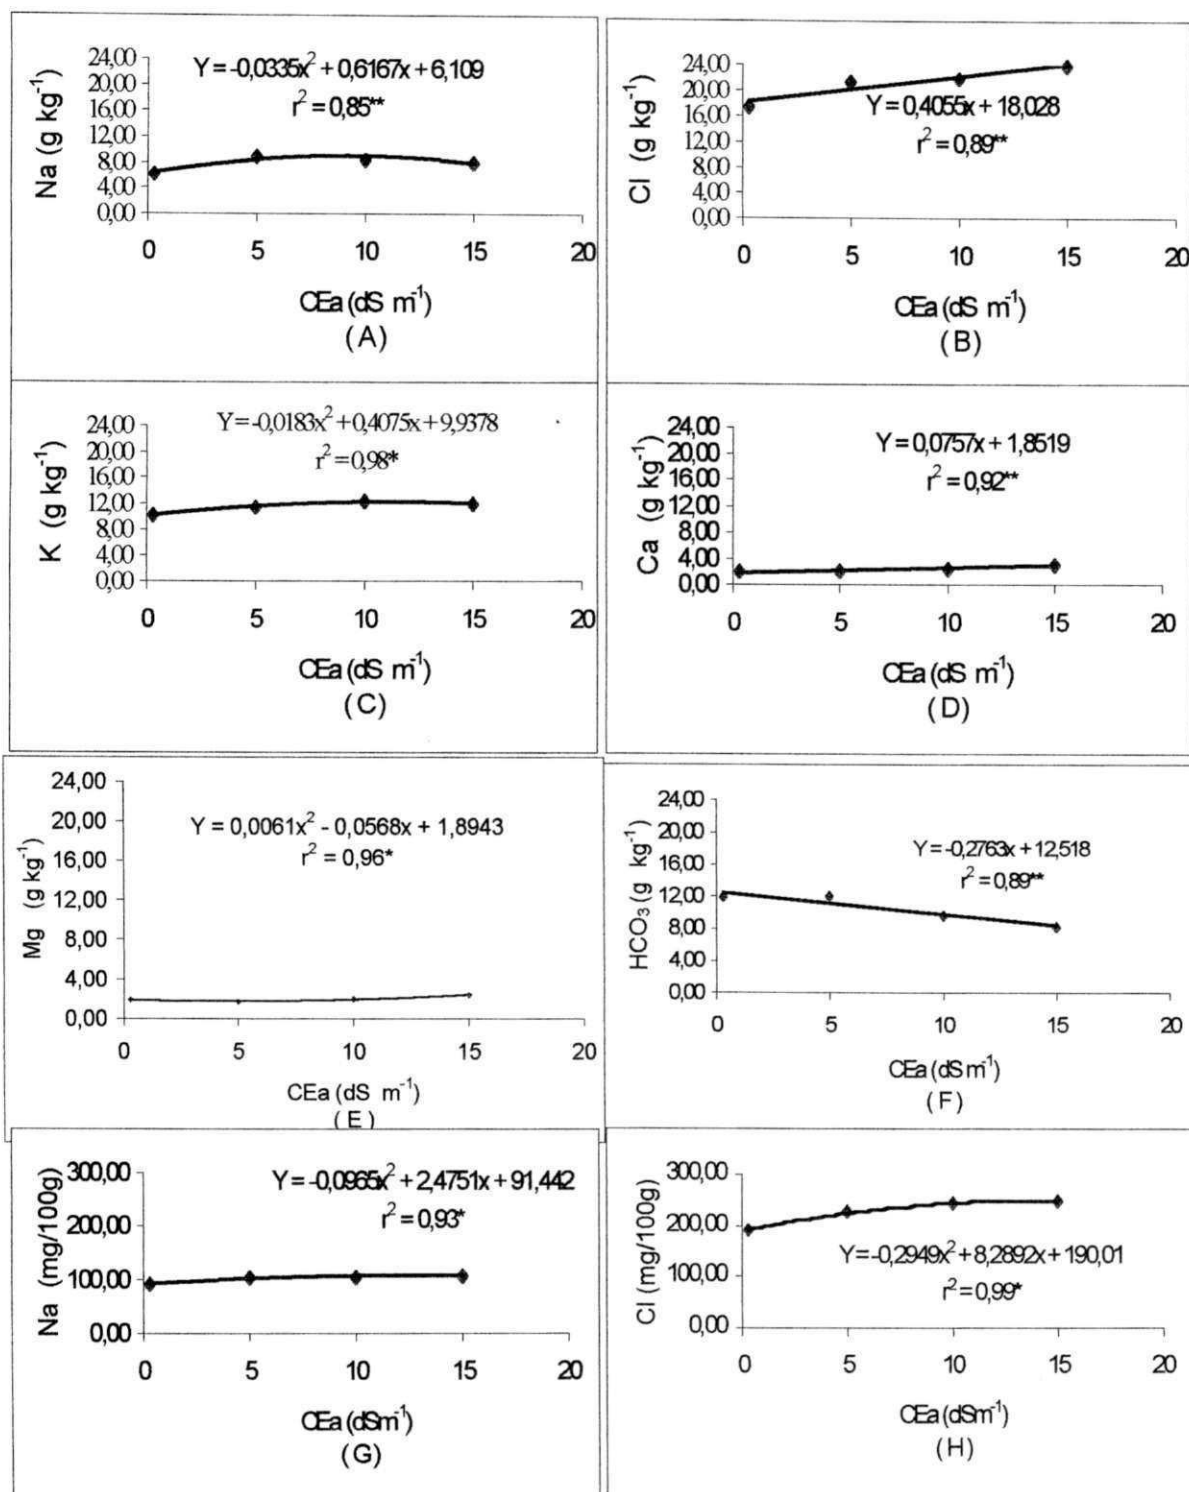 Y = -0,0335x² + 0,6167x + 6,109
r² = 0,85**
Na (g kg⁻¹)
24,00
20,00
16,00
12,00
8,00
4,00
0,00
0 5 10 15 20
CEa (dS m⁻¹)
(A)
Y = 0,4055x + 18,028
r² = 0,89**
Cl (g kg⁻¹)
24,00
20,00
16,00
12,00
8,00
4,00
0,00
0 5 10 15 20
CEa (dS m⁻¹)
(B)
Y = -0,0183x² + 0,4075x + 9,9378
r² = 0,98*
K (g kg⁻¹)
24,00
20,00
16,00
12,00
8,00
4,00
0,00
0 5 10 15 20
CEa (dS m⁻¹)
(C)
Y = 0,0757x + 1,8519
r² = 0,92**
Ca (g kg⁻¹)
24,00
20,00
16,00
12,00
8,00
4,00
0,00
0 5 10 15 20
CEa (dS m⁻¹)
(D)
Y = 0,0061x² - 0,0568x + 1,8943
r² = 0,96*
Mg (g kg⁻¹)
24,00
20,00
16,00
12,00
8,00
4,00
0,00
0 5 10 15 20
CEa (dS m⁻¹)
(E)
Y = -0,2763x + 12,518
r² = 0,89**
HCO₃ (g kg⁻¹)
24,00
20,00
16,00
12,00
8,00
4,00
0,00
0 5 10 15 20
CEa (dS m⁻¹)
(F)
Y = -0,0965x² + 2,4751x + 91,442
r² = 0,93*
Na (mg/100g)
300,00
200,00
100,00
0,00
0 5 10 15 20
CEa (dSm⁻¹)
(G)
Y = -0,2949x² + 8,2892x + 190,01
r² = 0,99*
Cl (mg/100g)
300,00
200,00
100,00
0,00
0 5 10 15 20
CEa (dSm⁻¹)
(H)